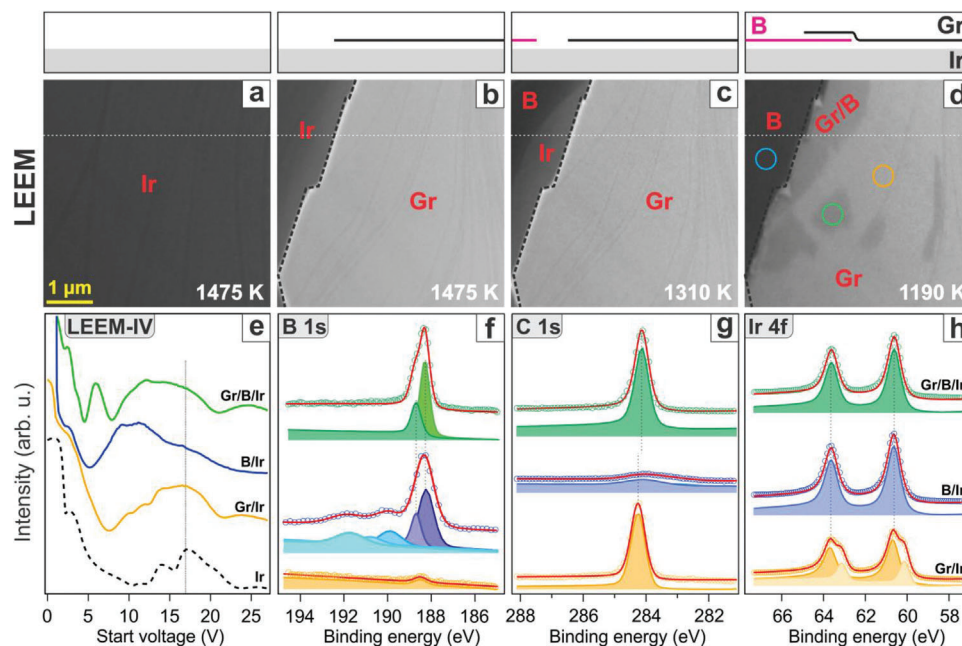 B Gr
Ir
LEEM
a
Ir
1 µm
1475 K
b
Ir
Gr
1475 K
c
B
Ir
Gr
1310 K
d
B
Gr/B
Gr
1190 K
e
LEEM-IV
Gr/B/Ir
B/Ir
Gr/Ir
Ir
Intensity (arb. u.)
0 5 10 15 20 25
Start voltage (V)
B 1s
f
194 192 190 188 186
Binding energy (eV)
C 1s
g
288 286 284 282
Binding energy (eV)
Ir 4f
h
Gr/B/Ir
B/Ir
Gr/Ir
66 64 62 60 58
Binding energy (eV)